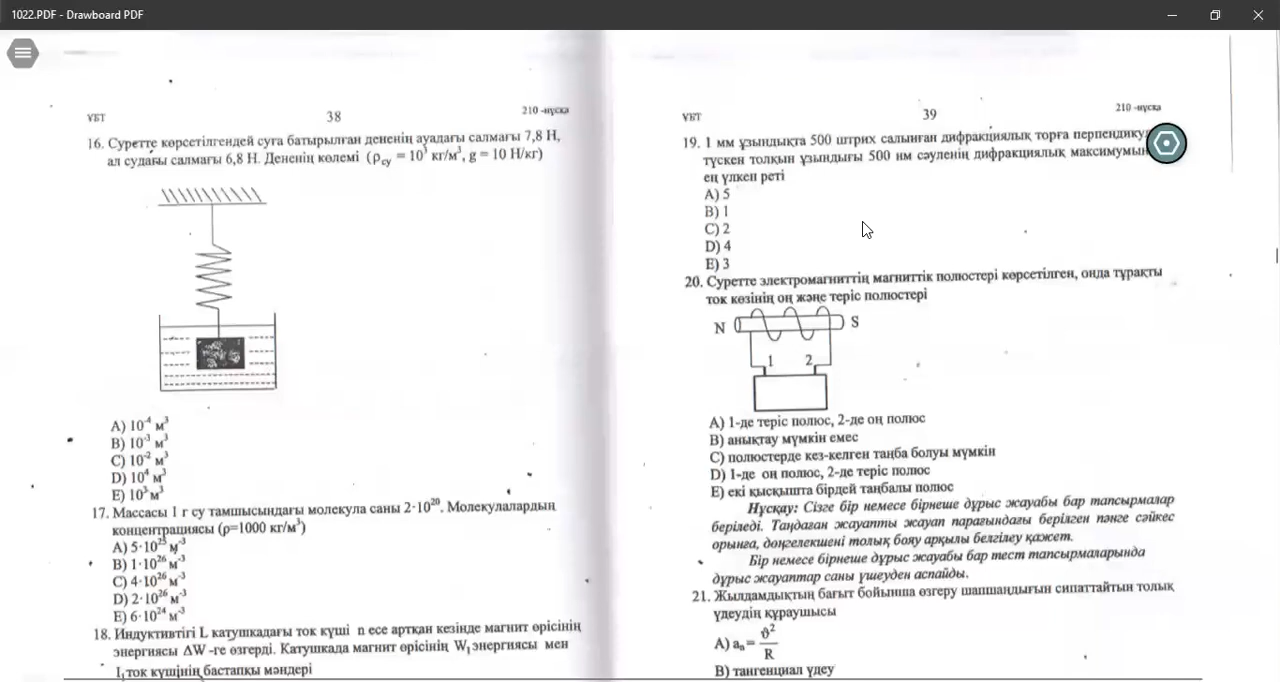 1022.PDF - Drawboard PDF
ҰБТ
38
210 -нұсқа
16. Суретте көрсетілгендей суға батырылған дененің ауадағы салмағы 7,8 Н,
ал судағы салмағы 6,8 Н. Дененің көлемі (ρсу = 10³ кг/м³, g = 10 Н/кг)
A) 10⁻⁴ м³
B) 10⁻³ м³
C) 10⁻² м³
D) 10⁴ м³
E) 10³ м³
17. Массасы 1 г су тамшысындағы молекула саны 2·10²⁰. Молекулалардың
концентрациясы (ρ=1000 кг/м³)
A) 5·10²⁵ м⁻³
B) 1·10²⁶ м⁻³
C) 4·10²⁶ м⁻³
D) 2·10²⁶ м⁻³
E) 6·10²⁴ м⁻³
18. Индуктивтігі L катушкадағы ток күші n есе артқан кезінде магнит өрісінің
энергиясы ΔW -ге өзгерді. Катушкада магнит өрісінің W₁ энергиясы мен
I₁ ток күшінің бастапқы мәндері
ҰБТ
39
210 -нұсқа
19. 1 мм ұзындықта 500 штрих салынған дифракциялық торға
түскен толқын ұзындығы 500 нм сәуленің дифракциялық
ең үлкен реті
A) 5
B) 1
C) 2
D) 4
E) 3
20. Суретте электромагниттің магниттік полюстері көрсетілген, онда тұрақты
ток көзінің оң және теріс полюстері
N S
1 2
A) 1-де теріс полюс, 2-де оң полюс
B) анықтау мүмкін емес
C) полюстерде кез-келген таңба болуы мүмкін
D) 1-де оң полюс, 2-де теріс полюс
E) екі қысқышта бірдей таңбалы полюс
Нұсқау: Сізге бір немесе бірнеше дұрыс жауабы бар тапсырмалар
беріледі. Таңдаған жауапты жауап парағындағы берілген пәнге сәйкес
орынға, дөңгелекшені толық бояу арқылы белгілеу қажет.
Бір немесе бірнеше дұрыс жауабы бар тест тапсырмаларында
дұрыс жауаптар саны үшеуден аспайды.
21. Жылдамдықтың бағыт бойынша өзгеру шапшаңдығын сипаттайтын толық
үдеудің құраушысы
A) aₙ = ϑ²/R
B) тангенциал үдеу